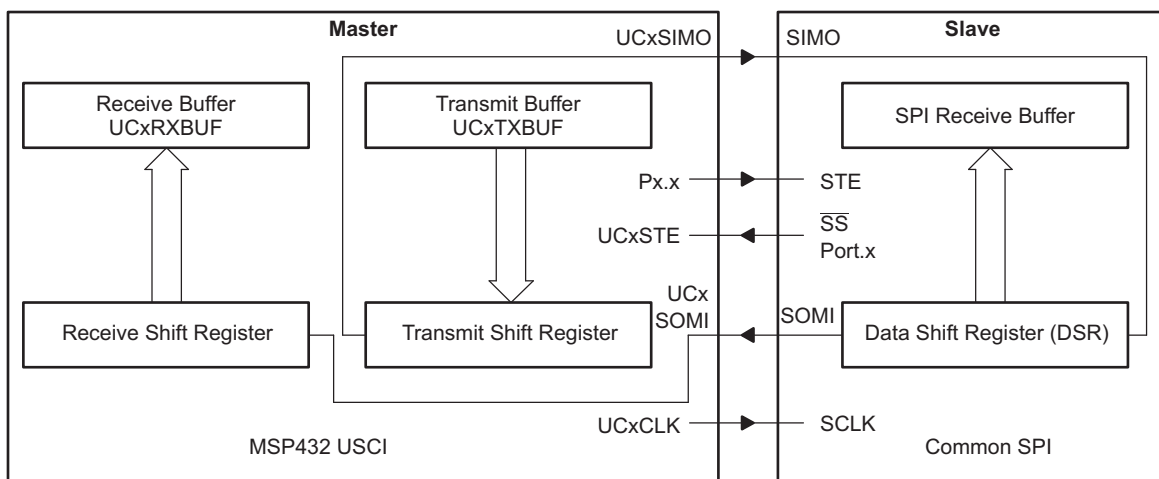 Master
Slave
UCxSIMO
SIMO
Receive Buffer
UCxRXBUF
Transmit Buffer
UCxTXBUF
SPI Receive Buffer
Px.x
STE
UCxSTE
SS
Port.x
UCx
SOMI
SOMI
Receive Shift Register
Transmit Shift Register
Data Shift Register (DSR)
UCxCLK
SCLK
MSP432 USCI
Common SPI